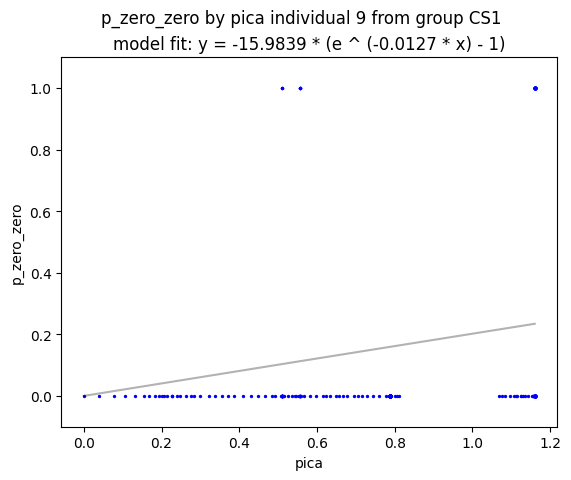 p_zero_zero by pica individual 9 from group CS1
model fit: y = -15.9839 * (e ^ (-0.0127 * x) - 1)
1.0
0.8
0.6
0.4
0.2
0.0
p_zero_zero
0.0 0.2 0.4 0.6 0.8 1.0 1.2
pica